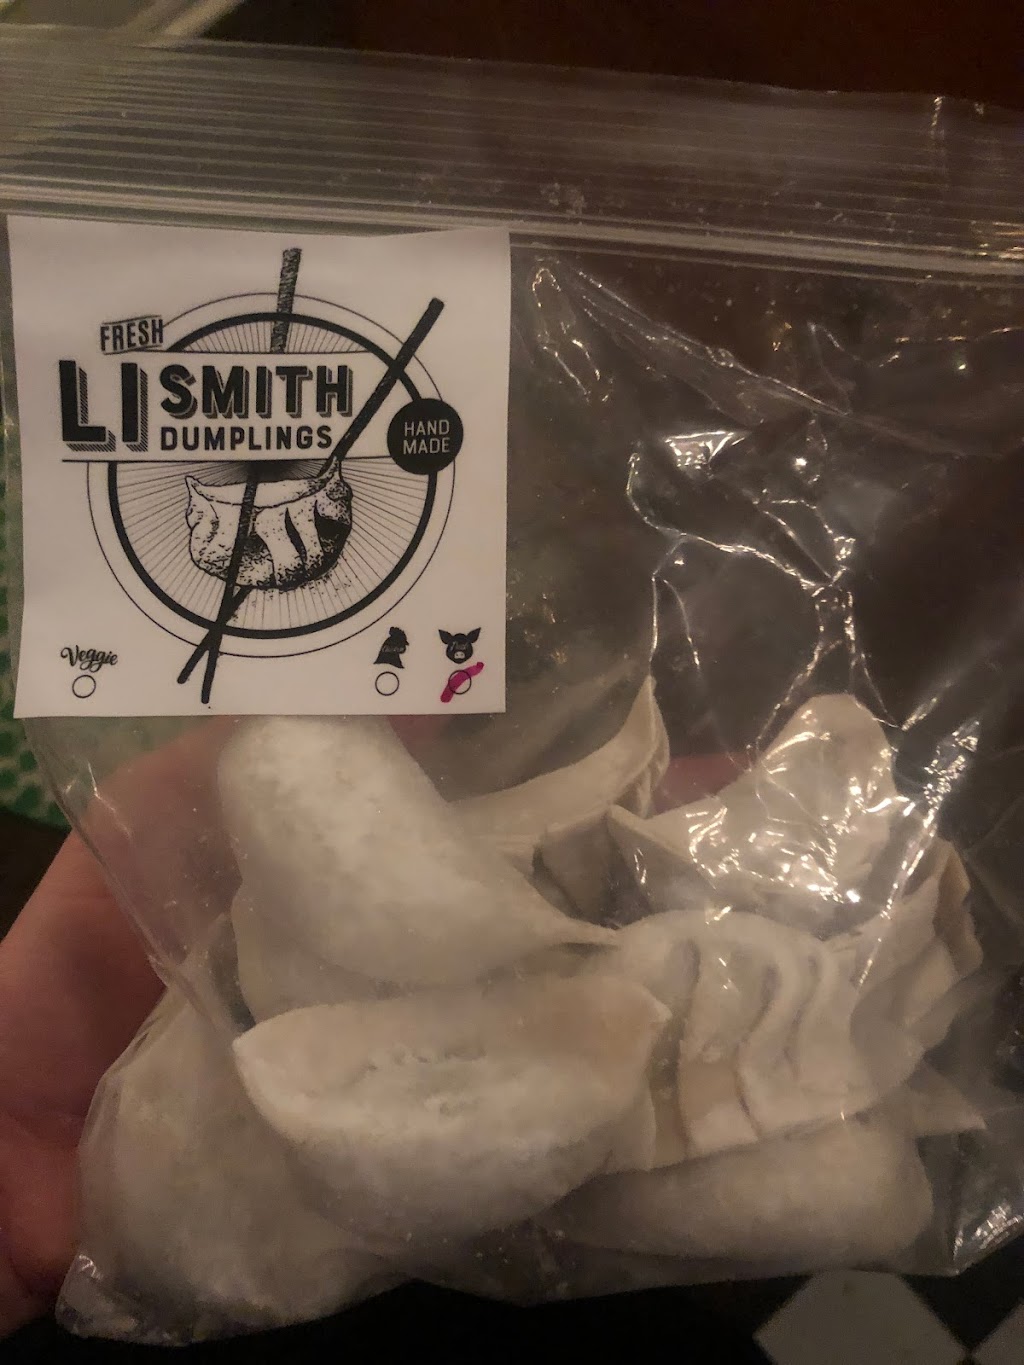 FRESH
LI SMITH
DUMPLINGS
HAND
MADE
Veggie